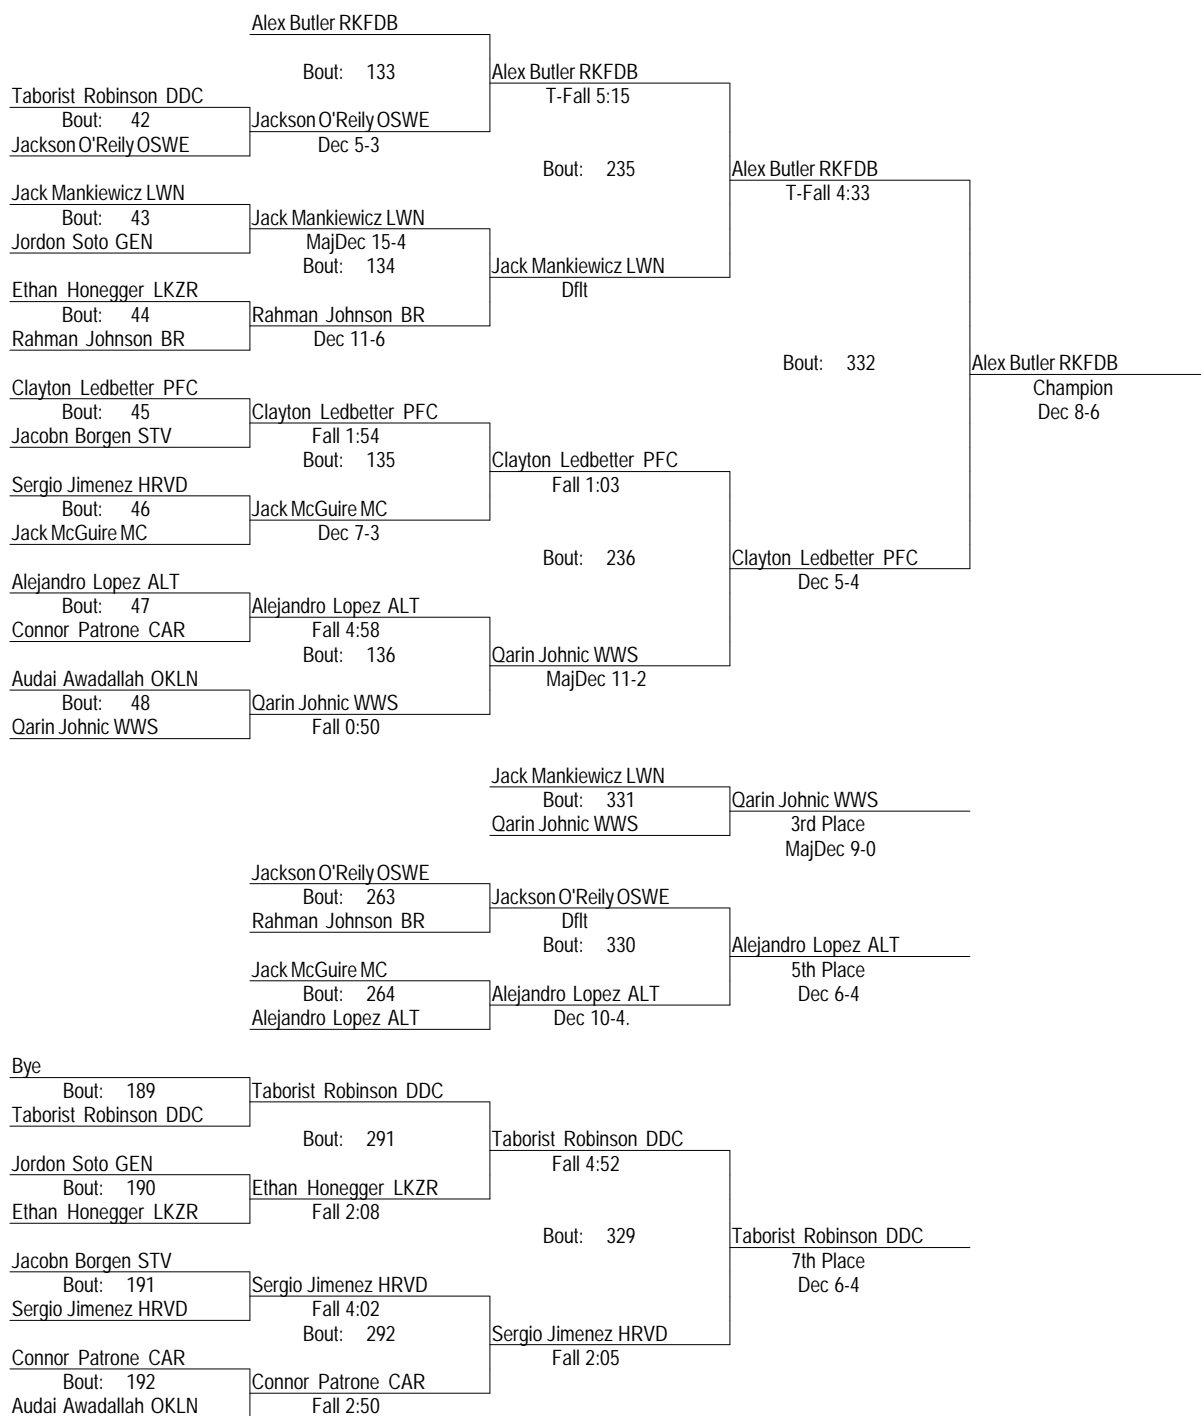 Alex Butler RKFDB
Bout: 133 Alex Butler RKFDB
Taborist Robinson DDC T-Fall 5:15
Bout: 42 Jackson O'Reily OSWE
Jackson O'Reily OSWE Dec 5-3
Bout: 235 Alex Butler RKFDB
Jack Mankiewicz LWN T-Fall 4:33
Bout: 43 Jack Mankiewicz LWN
Jordon Soto GEN MajDec 15-4
Bout: 134 Jack Mankiewicz LWN
Ethan Honegger LKZR Dflt
Bout: 44 Rahman Johnson BR
Rahman Johnson BR Dec 11-6
Bout: 332 Alex Butler RKFDB
Clayton Ledbetter PFC Champion
Bout: 45 Clayton Ledbetter PFC Dec 8-6
Jacobn Borgen STV Fall 1:54
Bout: 135 Clayton Ledbetter PFC
Sergio Jimenez HRVD Fall 1:03
Bout: 46 Jack McGuire MC
Jack McGuire MC Dec 7-3
Bout: 236 Clayton Ledbetter PFC
Alejandro Lopez ALT Dec 5-4
Bout: 47 Alejandro Lopez ALT
Connor Patrone CAR Fall 4:58
Bout: 136 Qarin Johnic WWS
Audai Awadallah OKLN MajDec 11-2
Bout: 48 Qarin Johnic WWS
Qarin Johnic WWS Fall 0:50
Jack Mankiewicz LWN
Bout: 331 Qarin Johnic WWS
Qarin Johnic WWS 3rd Place
MajDec 9-0
Jackson O'Reily OSWE
Bout: 263 Jackson O'Reily OSWE
Rahman Johnson BR Dflt
Bout: 330 Alejandro Lopez ALT
Jack McGuire MC 5th Place
Bout: 264 Alejandro Lopez ALT Dec 6-4
Alejandro Lopez ALT Dec 10-4.
Bye
Bout: 189 Taborist Robinson DDC
Taborist Robinson DDC
Bout: 291 Taborist Robinson DDC
Jordon Soto GEN Fall 4:52
Bout: 190 Ethan Honegger LKZR
Ethan Honegger LKZR Fall 2:08
Bout: 329 Taborist Robinson DDC
Jacobn Borgen STV 7th Place
Bout: 191 Sergio Jimenez HRVD Dec 6-4
Sergio Jimenez HRVD Fall 4:02
Bout: 292 Sergio Jimenez HRVD
Connor Patrone CAR Fall 2:05
Bout: 192 Connor Patrone CAR
Audai Awadallah OKLN Fall 2:50